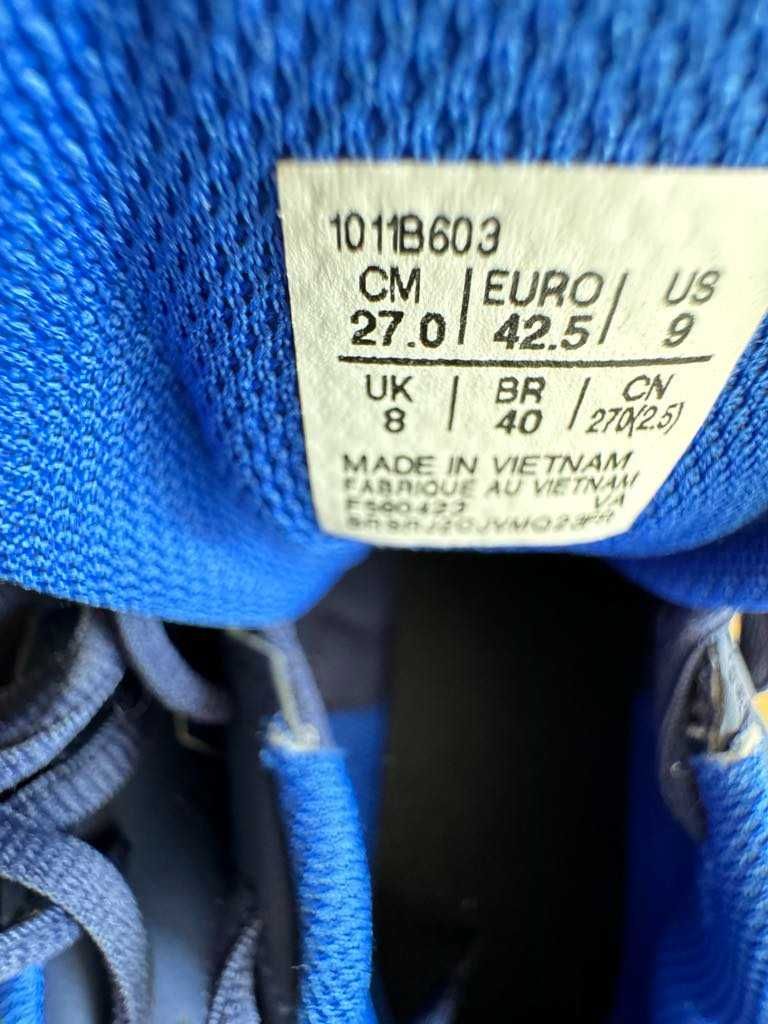 1011B603
CM | EURO | US
27.0 | 42.5 | 9
UK | BR | CN
8 | 40 | 270(2.5)
MADE IN VIETNAM
FABRIQUE AU VIETNAM
VA